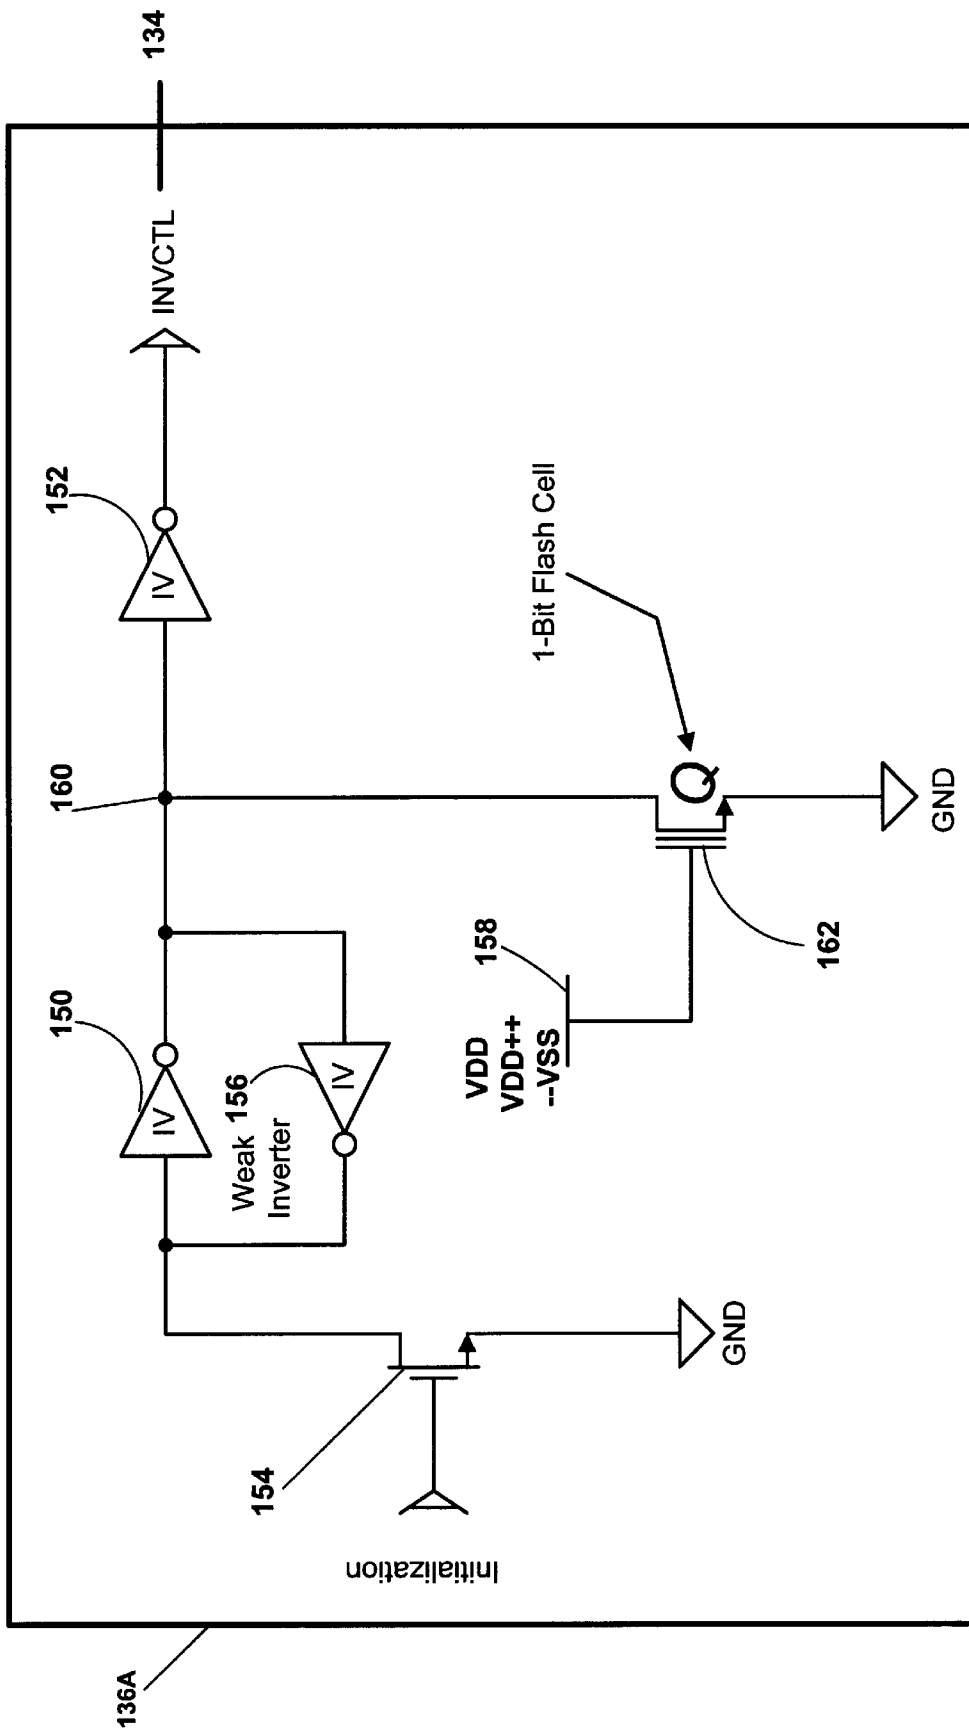 136A
134
INVCTL
152
IV
160
150
IV
156
Weak
Inverter
IV
154
Initialization
GND
VDD
VDD++
--VSS
158
162
Q
1-Bit Flash Cell
GND